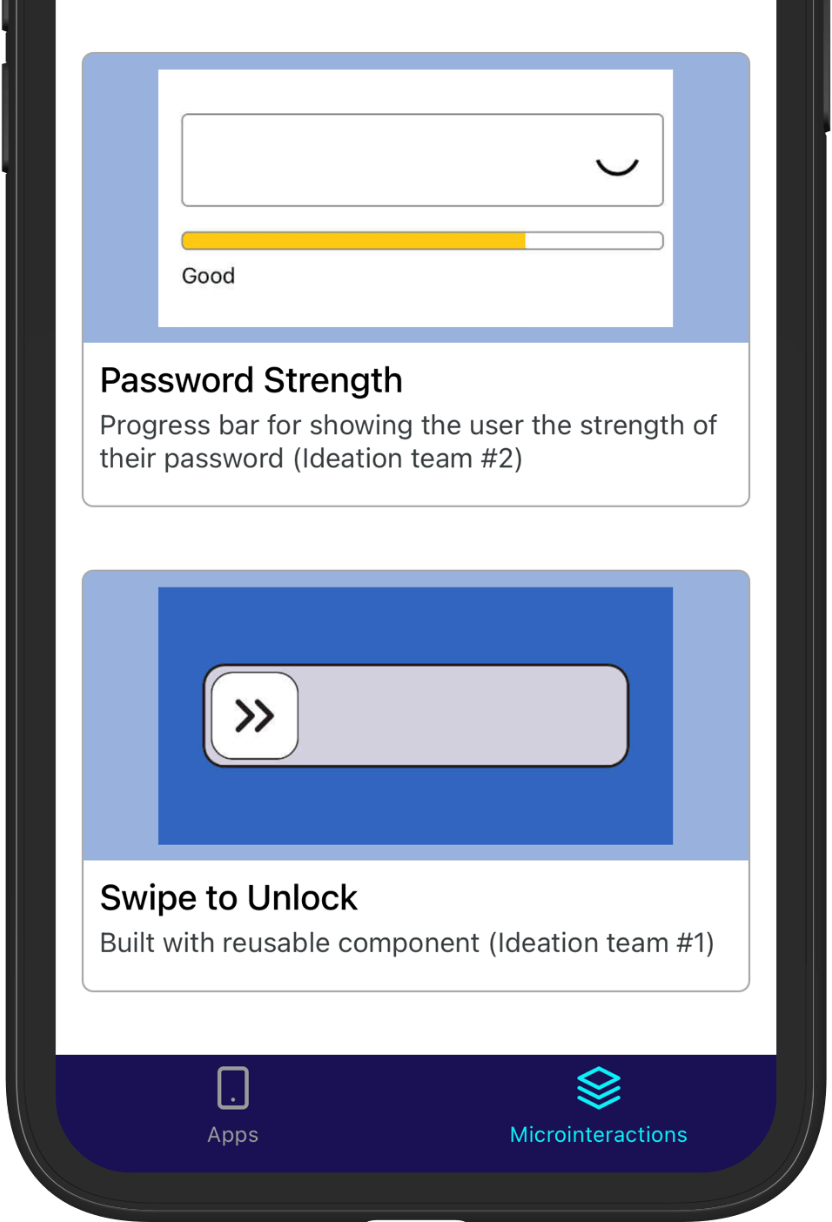 Good
Password Strength
Progress bar for showing the user the strength of
their password (Ideation team #2)
Swipe to Unlock
Built with reusable component (Ideation team #1)
Apps
Microinteractions